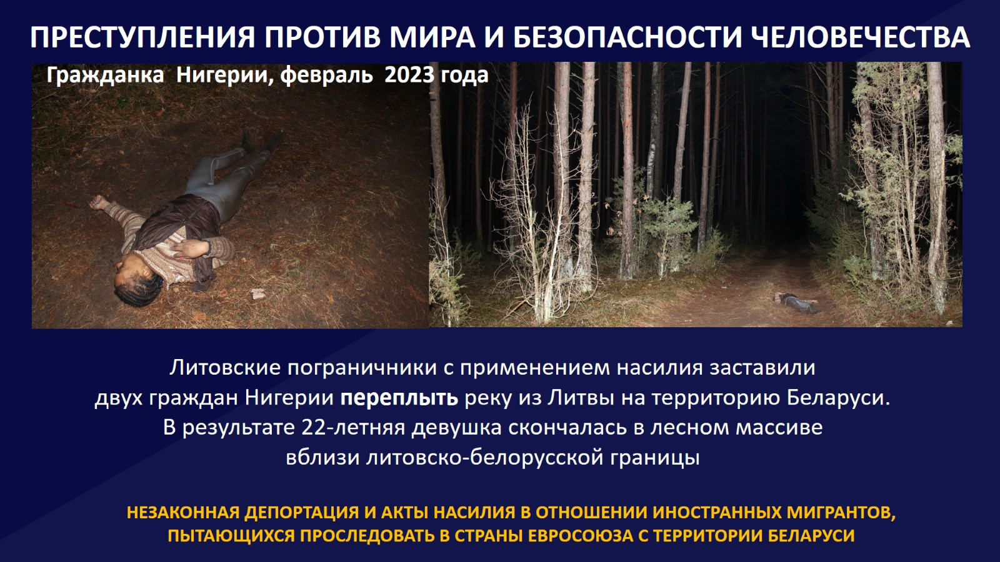 ПРЕСТУПЛЕНИЯ ПРОТИВ МИРА И БЕЗОПАСНОСТИ ЧЕЛОВЕЧЕСТВА
Гражданка Нигерии, февраль 2023 года
Литовские пограничники с применением насилия заставили
двух граждан Нигерии переплыть реку из Литвы на территорию Беларуси.
В результате 22-летняя девушка скончалась в лесном массиве
вблизи литовско-белорусской границы
НЕЗАКОННАЯ ДЕПОРТАЦИЯ И АКТЫ НАСИЛИЯ В ОТНОШЕНИИ ИНОСТРАННЫХ МИГРАНТОВ,
ПЫТАЮЩИХСЯ ПРОСЛЕДОВАТЬ В СТРАНЫ ЕВРОСОЮЗА С ТЕРРИТОРИИ БЕЛАРУСИ